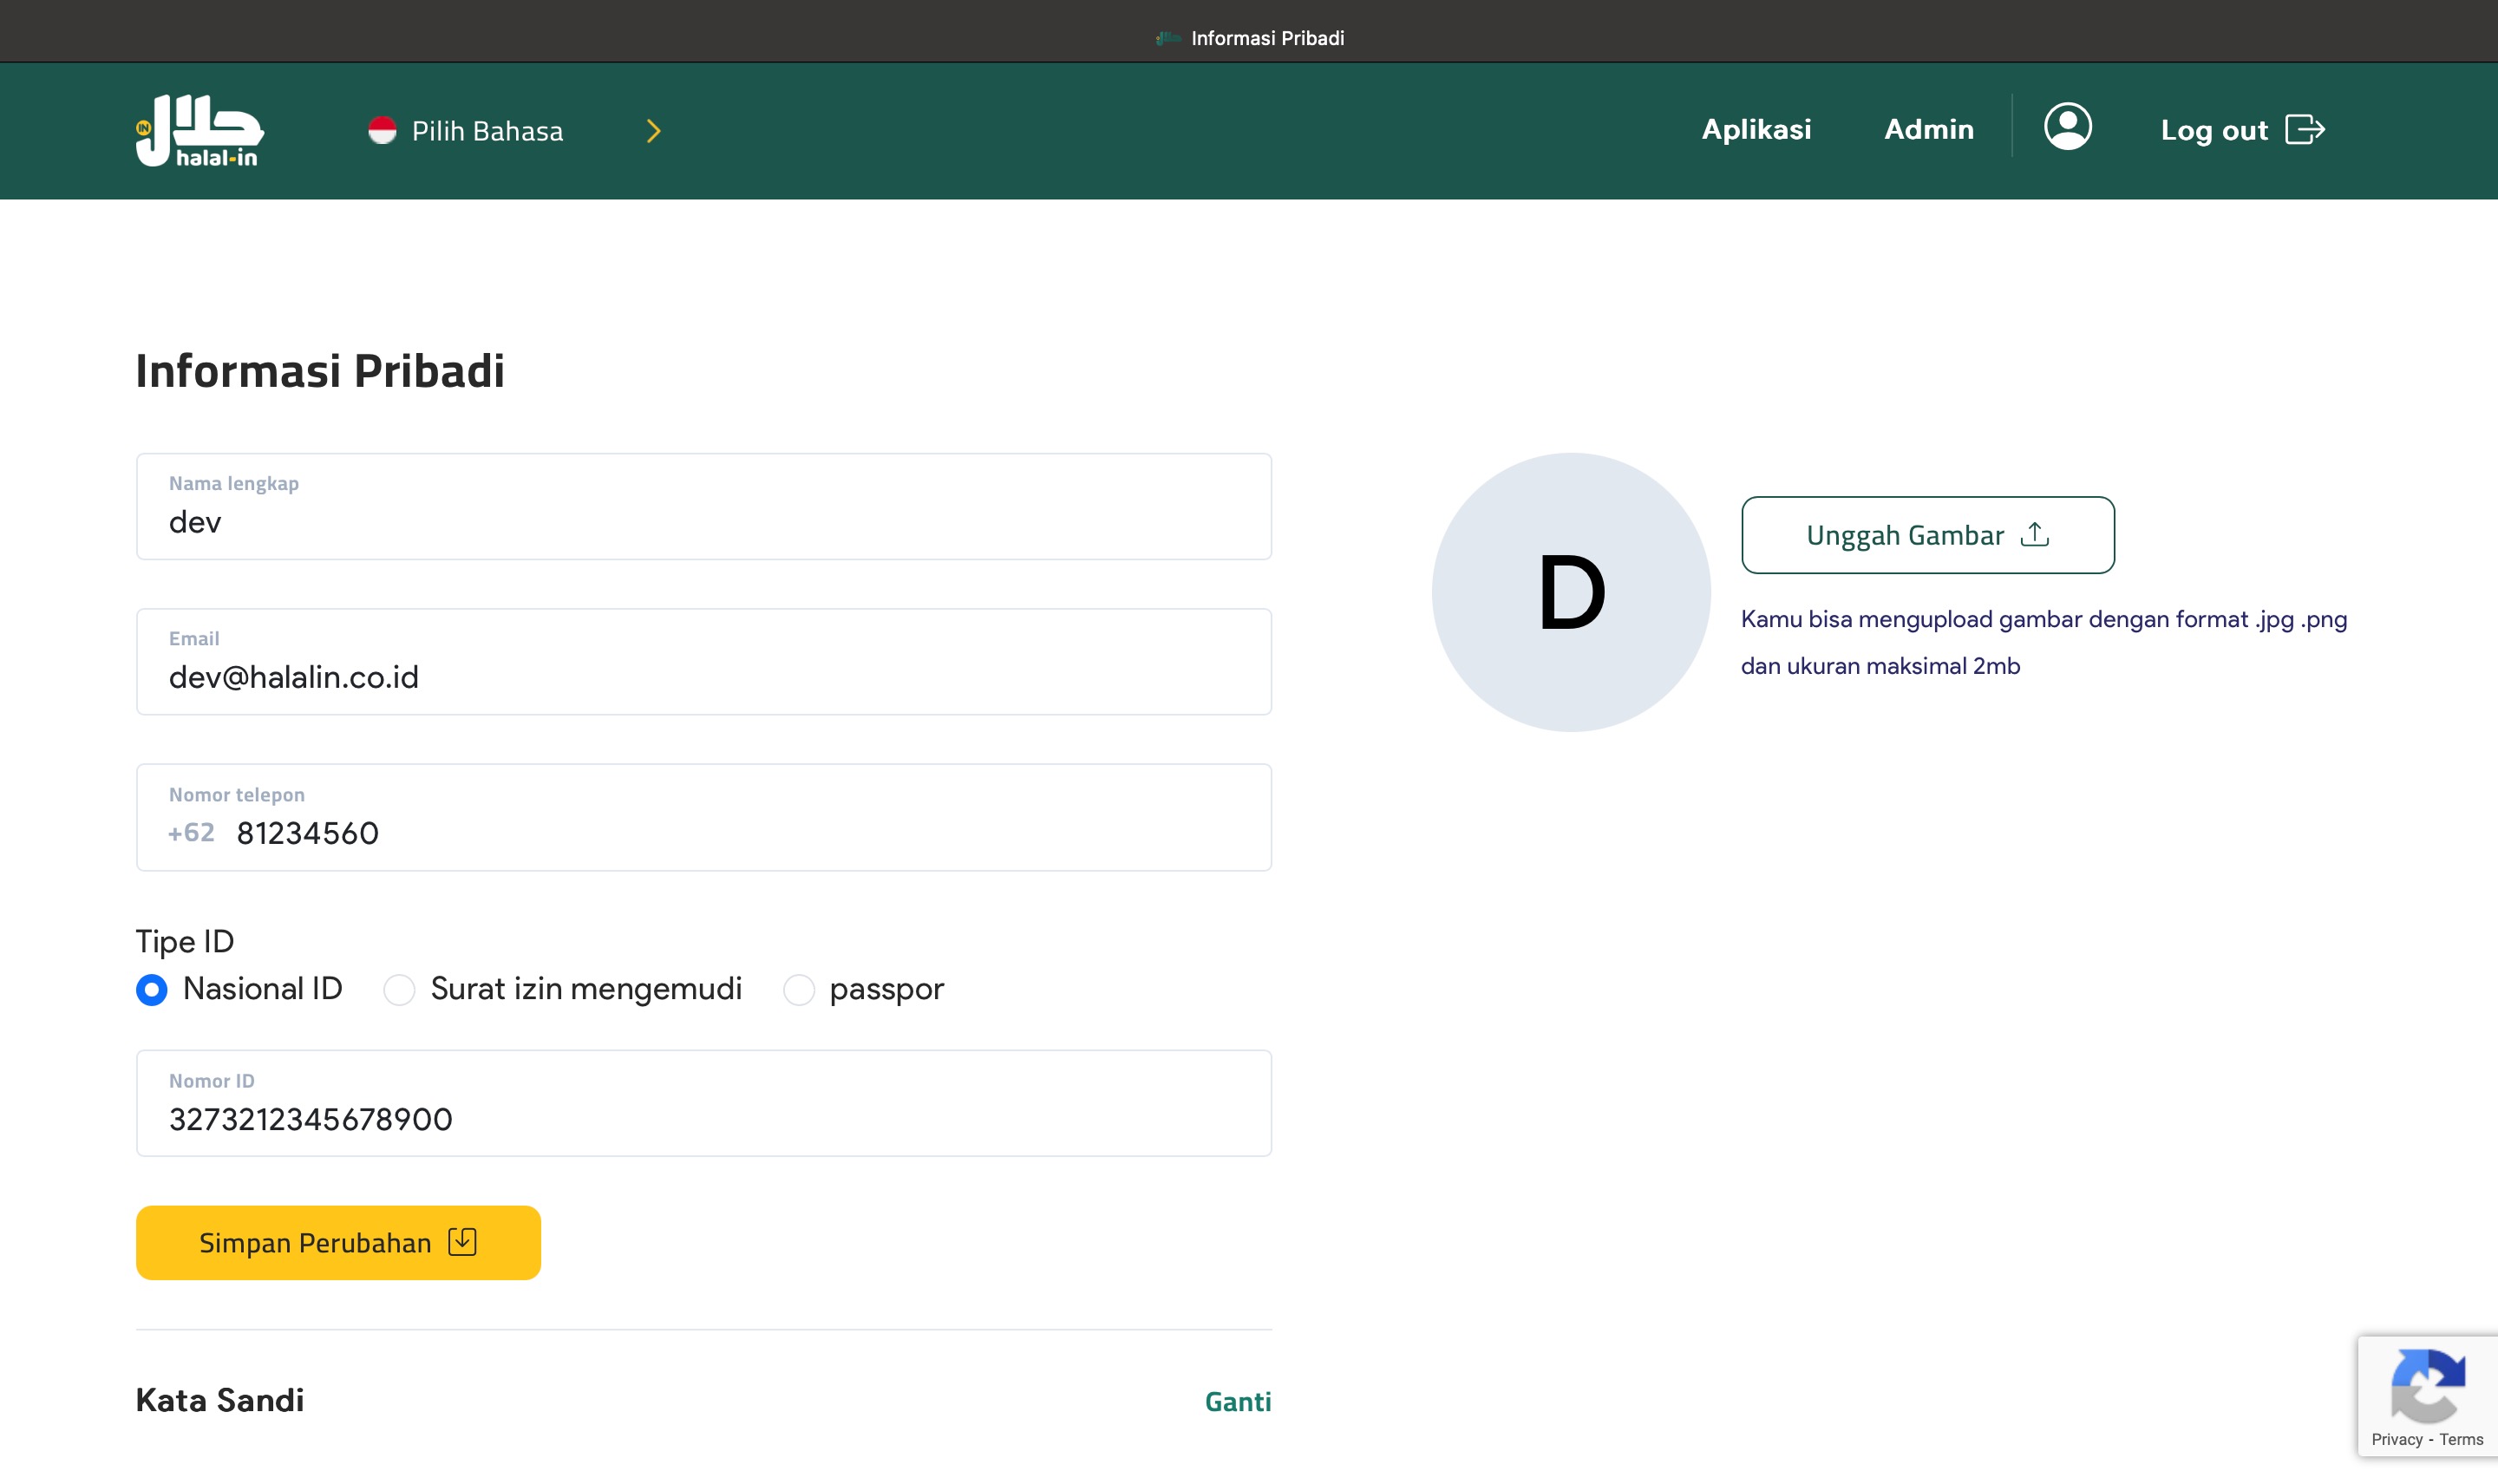 Informasi Pribadi
حلال
IN
halal-in
Pilih Bahasa
Aplikasi
Admin
Log out
Informasi Pribadi
Nama lengkap
dev
Email
dev@halalin.co.id
Nomor telepon
+62 81234560
Tipe ID
Nasional ID
Surat izin mengemudi
passpor
Nomor ID
3273212345678900
Simpan Perubahan
Kata Sandi
Ganti
D
Unggah Gambar
Kamu bisa mengupload gambar dengan format .jpg .png
dan ukuran maksimal 2mb
Privacy - Terms